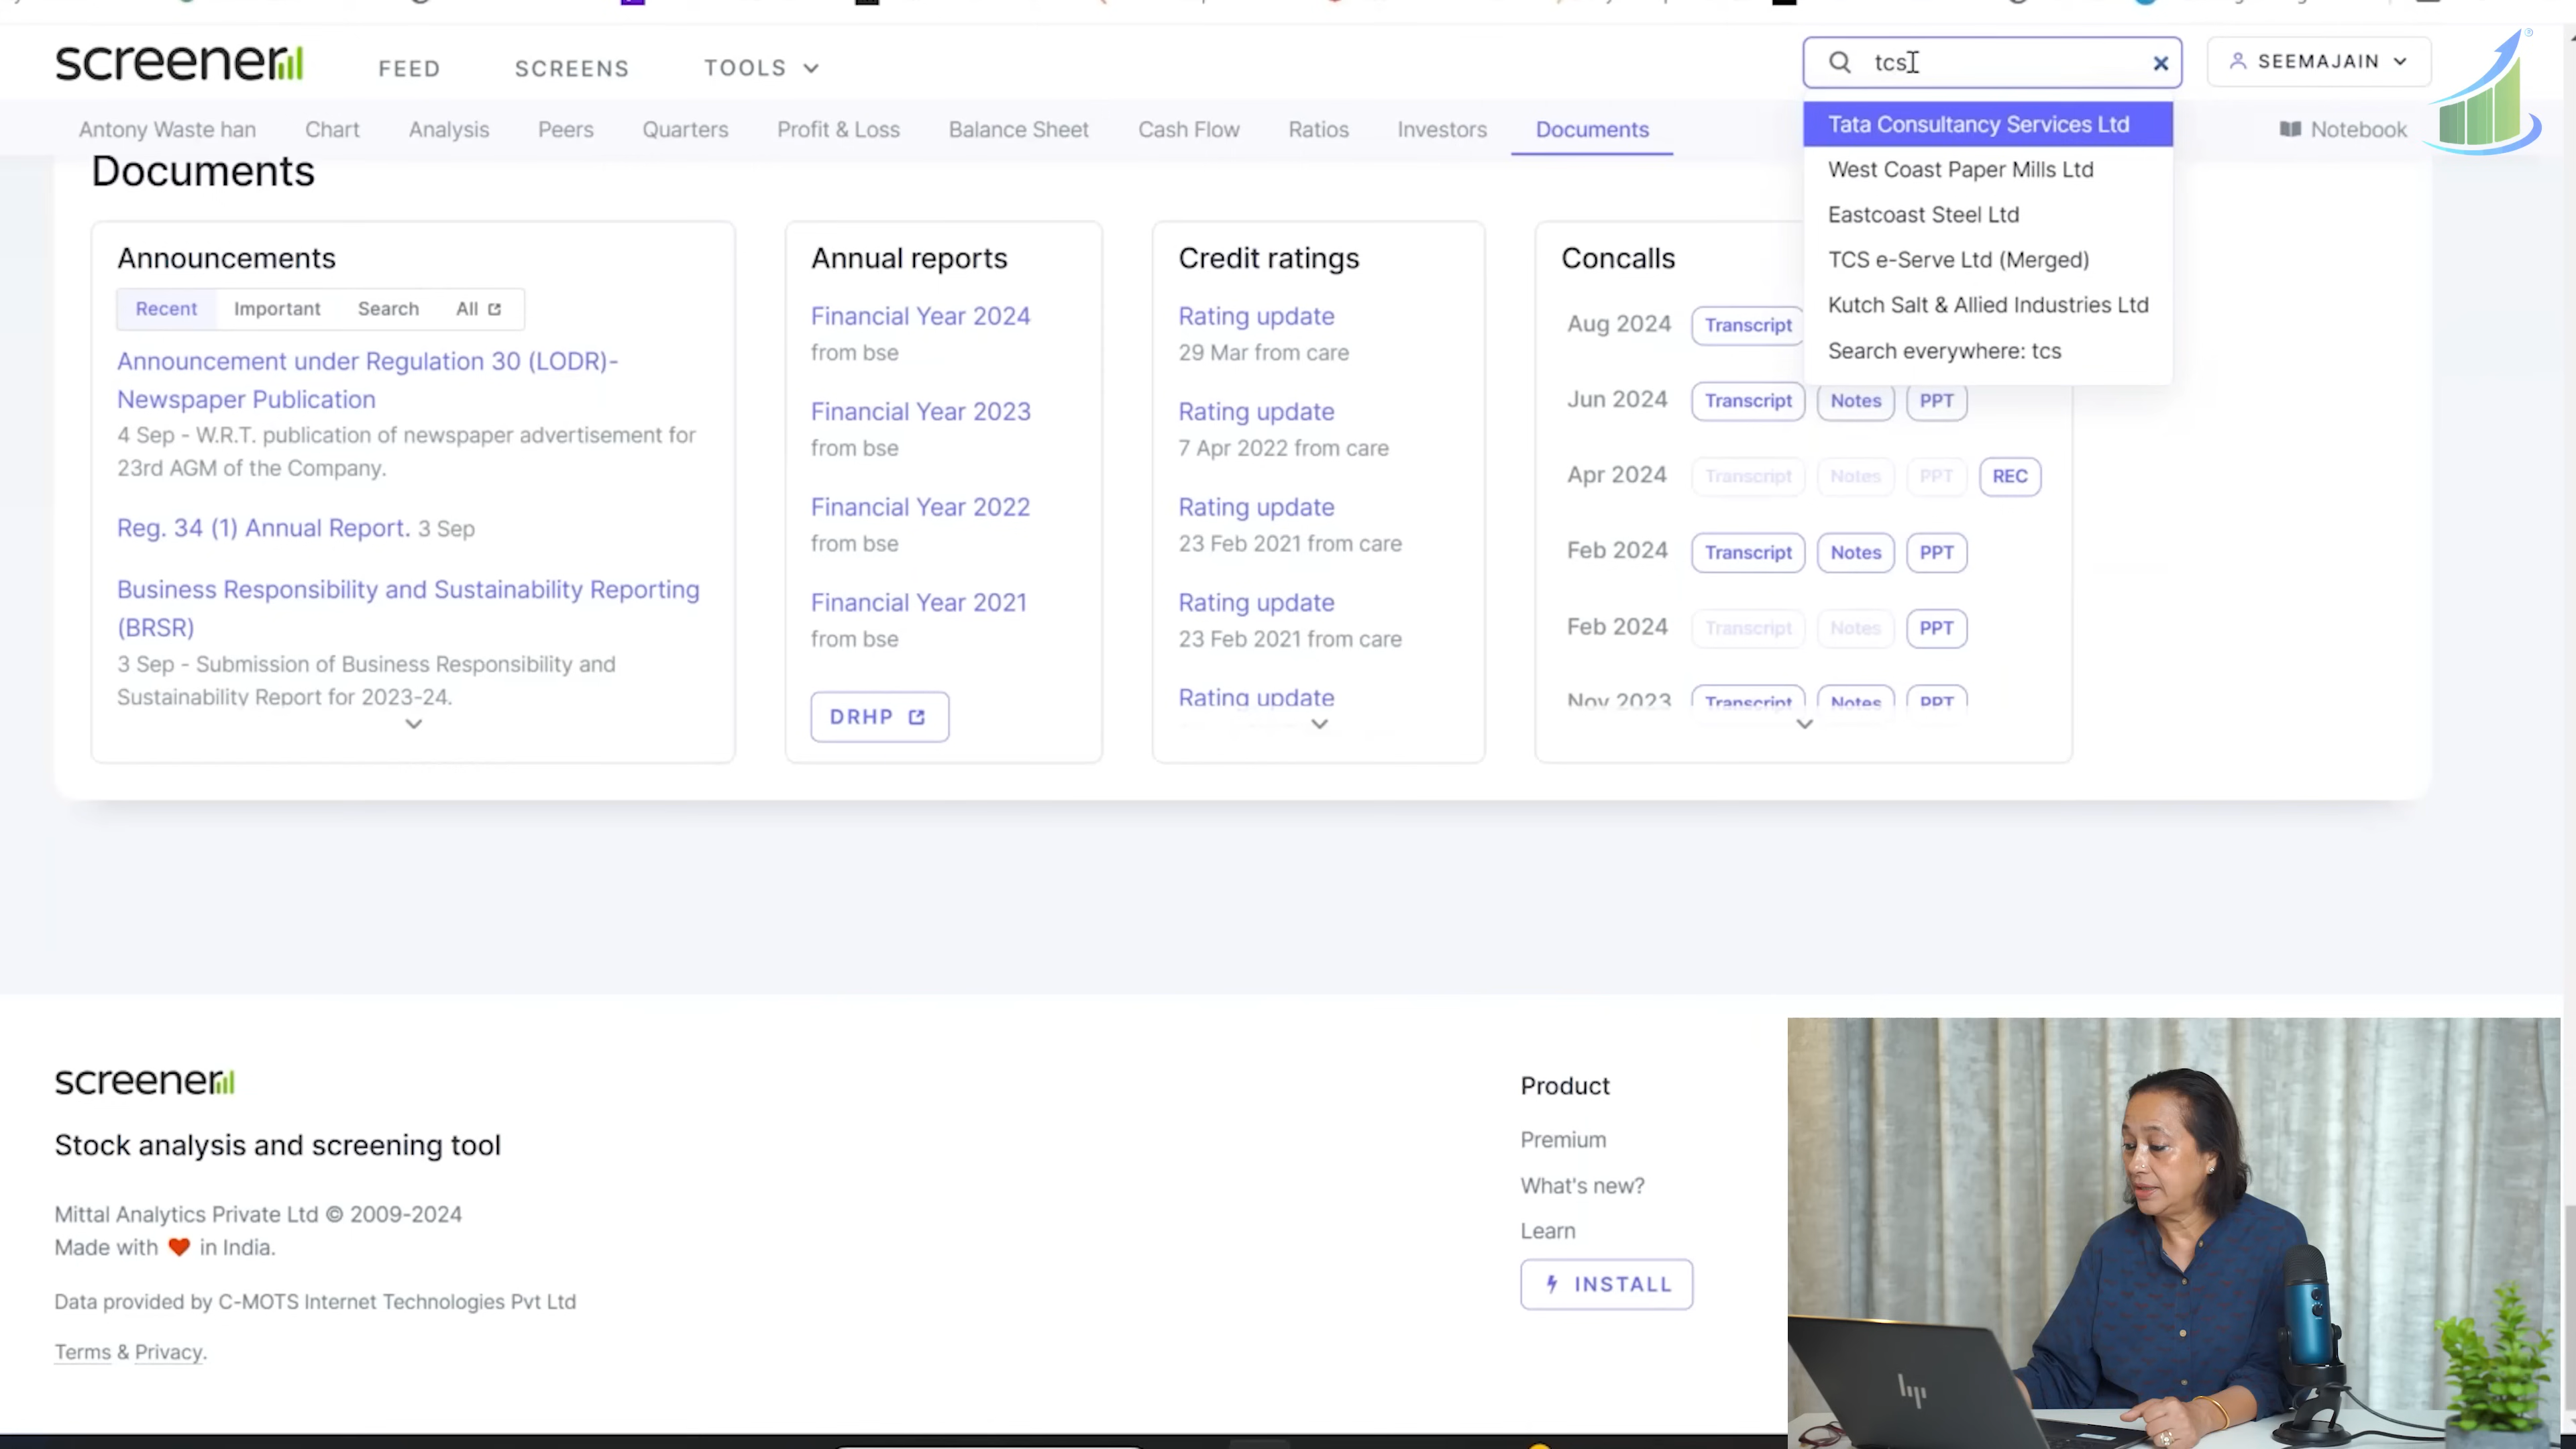 screener
FEED
SCREENS
TOOLS
tcs
SEEMAJAIN
Antony Waste han
Chart
Analysis
Peers
Quarters
Profit & Loss
Balance Sheet
Cash Flow
Ratios
Investors
Documents
Notebook
Tata Consultancy Services Ltd
West Coast Paper Mills Ltd
Eastcoast Steel Ltd
TCS e-Serve Ltd (Merged)
Kutch Salt & Allied Industries Ltd
Search everywhere: tcs
Documents
Announcements
Recent
Important
Search
All
Announcement under Regulation 30 (LODR)-
Newspaper Publication
4 Sep - W.R.T. publication of newspaper advertisement for
23rd AGM of the Company.
Reg. 34 (1) Annual Report. 3 Sep
Business Responsibility and Sustainability Reporting
(BRSR)
3 Sep - Submission of Business Responsibility and
Sustainability Report for 2023-24.
Annual reports
Financial Year 2024
from bse
Financial Year 2023
from bse
Financial Year 2022
from bse
Financial Year 2021
from bse
DRHP
Credit ratings
Rating update
29 Mar from care
Rating update
7 Apr 2022 from care
Rating update
23 Feb 2021 from care
Rating update
23 Feb 2021 from care
Rating update
Concalls
Aug 2024 Transcript
Jun 2024 Transcript Notes PPT
Apr 2024 Transcript Notes PPT REC
Feb 2024 Transcript Notes PPT
Feb 2024 Transcript Notes PPT
Nov 2023 Transcript Notes PPT
screener
Stock analysis and screening tool
Mittal Analytics Private Ltd © 2009-2024
Made with ❤ in India.
Data provided by C-MOTS Internet Technologies Pvt Ltd
Terms & Privacy.
Product
Premium
What's new?
Learn
INSTALL
hp